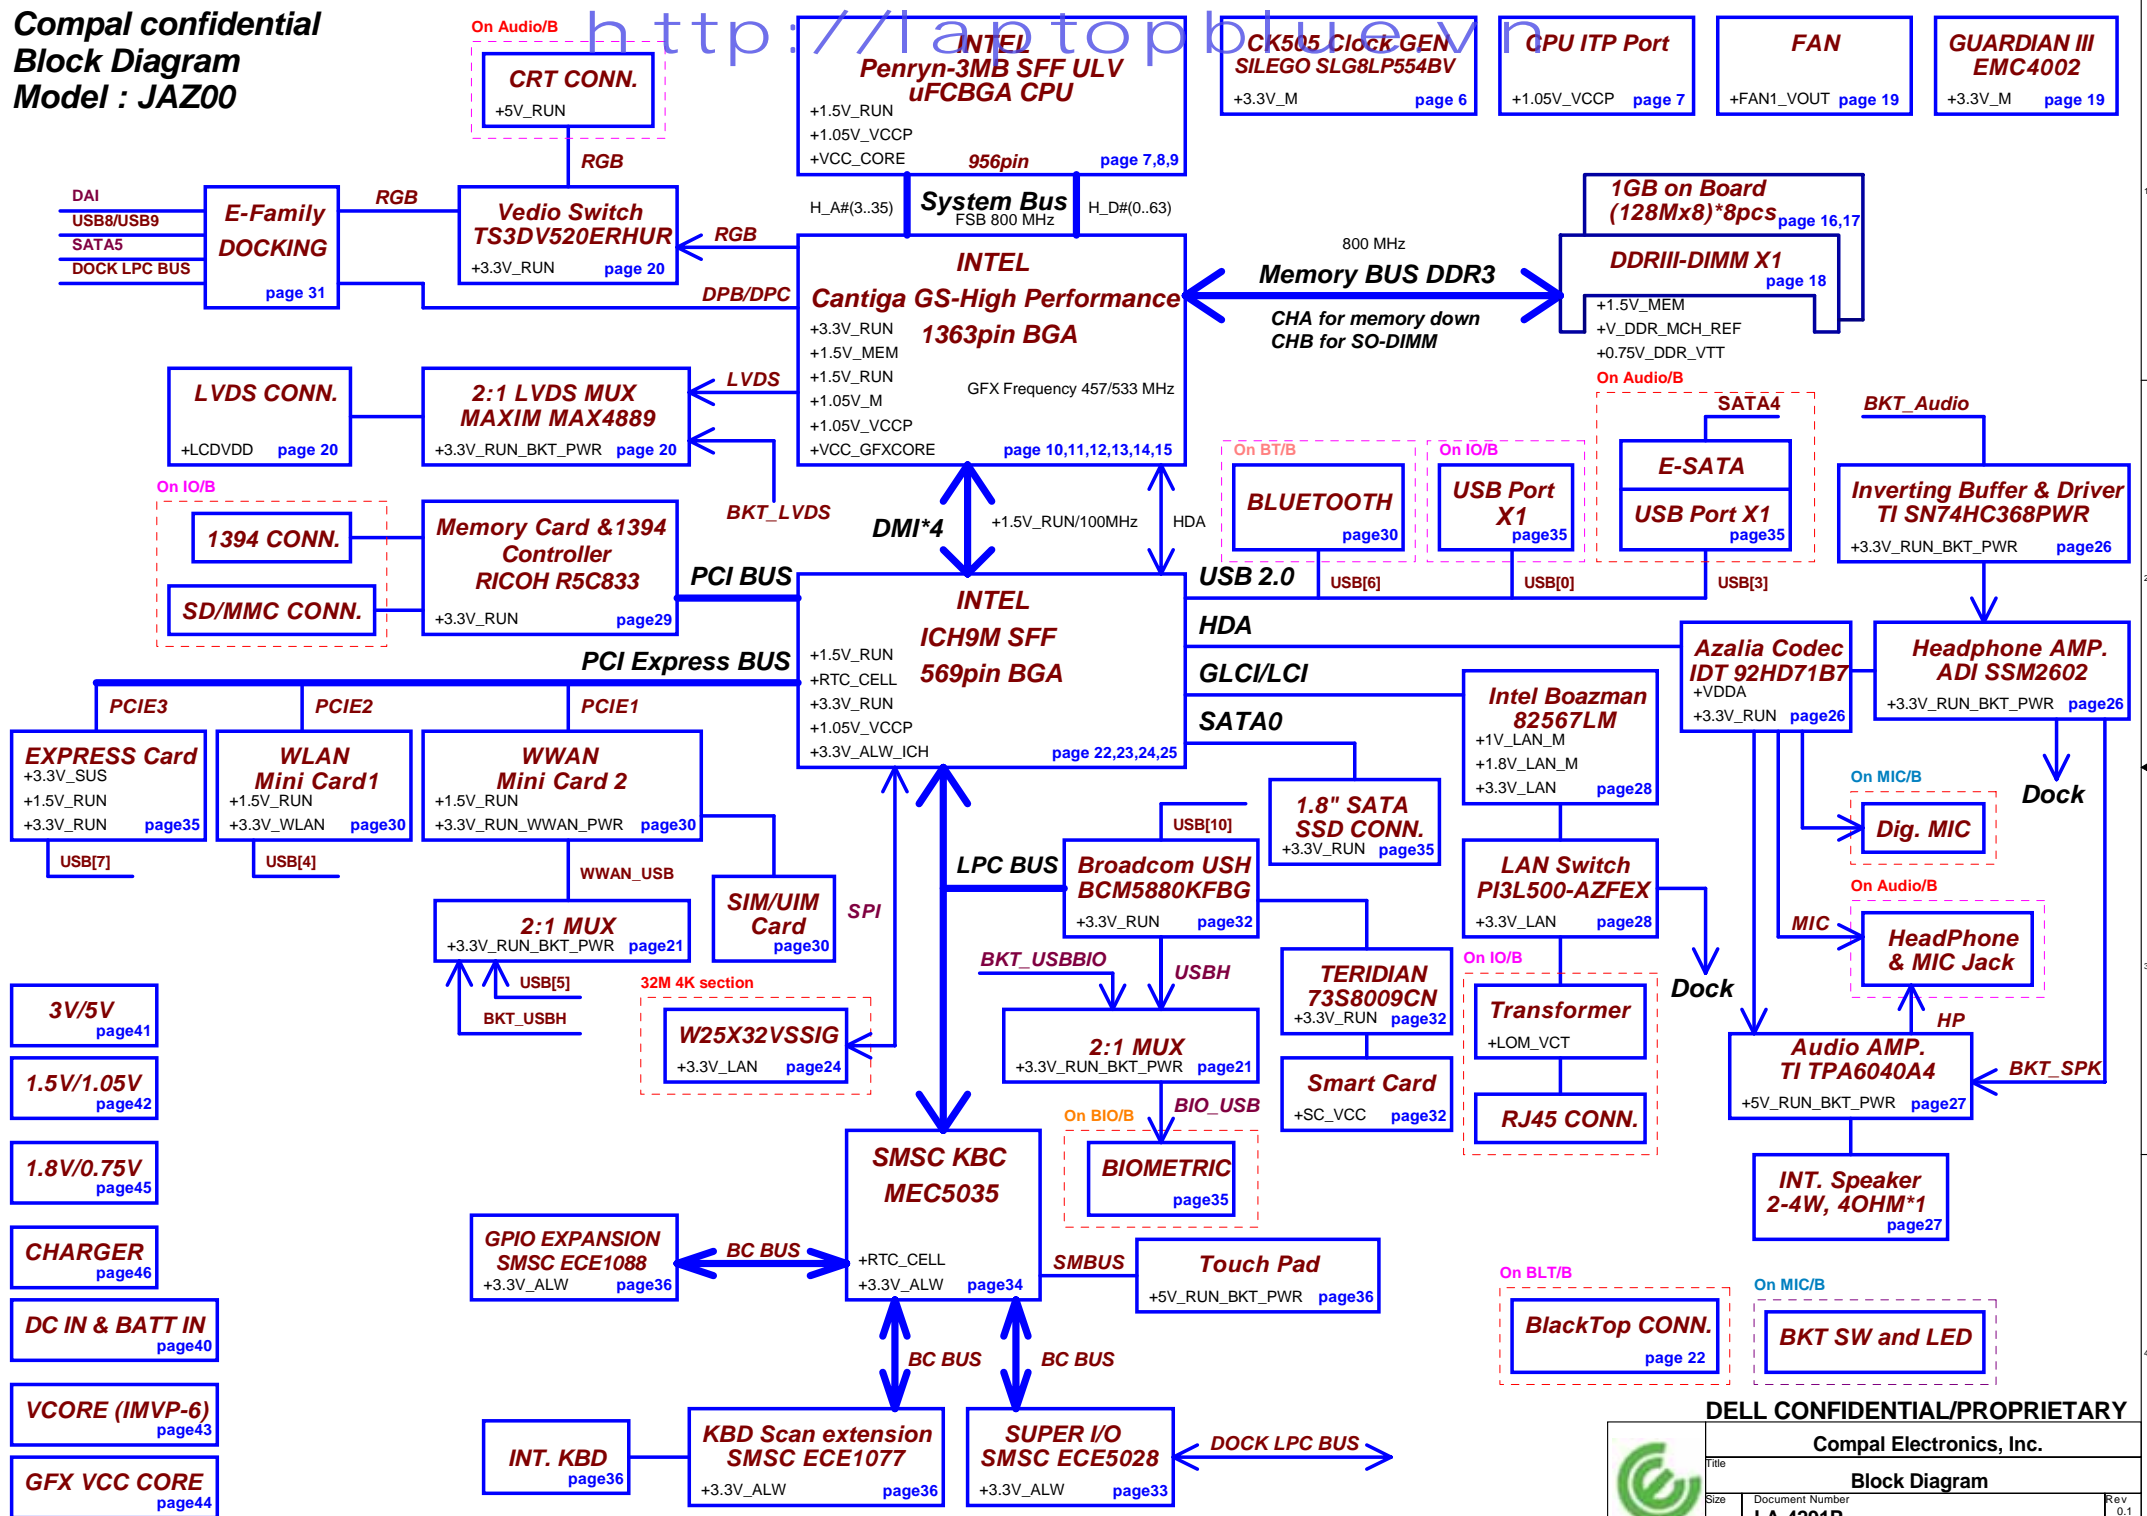 Compal confidential
Block Diagram
Model : JAZ00
http://laptopblue.vn
On Audio/B
CRT CONN.
+5V_RUN
RGB
INTEL
Penryn-3MB SFF ULV
uFCBGA CPU
+1.5V_RUN
+1.05V_VCCP
+VCC_CORE
956pin
page 7,8,9
CK505 Clock GEN
SILEGO SLG8LP554BV
+3.3V_M
page 6
CPU ITP Port
+1.05V_VCCP
page 7
FAN
+FAN1_VOUT
page 19
GUARDIAN III
EMC4002
+3.3V_M
page 19
DAI
USB8/USB9
SATA5
DOCK LPC BUS
E-Family
DOCKING
page 31
RGB
Vedio Switch
TS3DV520ERHUR
+3.3V_RUN
page 20
RGB
DPB/DPC
H_A#(3..35)
System Bus
FSB 800 MHz
H_D#(0..63)
INTEL
Cantiga GS-High Performance
1363pin BGA
+3.3V_RUN
+1.5V_MEM
+1.5V_RUN
+1.05V_M
+1.05V_VCCP
+VCC_GFXCORE
GFX Frequency 457/533 MHz
page 10,11,12,13,14,15
800 MHz
Memory BUS DDR3
CHA for memory down
CHB for SO-DIMM
1GB on Board
(128Mx8)*8pcs
page 16,17
DDRIII-DIMM X1
page 18
+1.5V_MEM
+V_DDR_MCH_REF
+0.75V_DDR_VTT
LVDS CONN.
+LCDVDD
page 20
2:1 LVDS MUX
MAXIM MAX4889
+3.3V_RUN_BKT_PWR
page 20
LVDS
BKT_LVDS
On IO/B
1394 CONN.
SD/MMC CONN.
Memory Card &1394
Controller
RICOH R5C833
+3.3V_RUN
page29
PCI BUS
DMI*4
+1.5V_RUN/100MHz
HDA
On BT/B
BLUETOOTH
page30
USB[6]
On IO/B
USB Port
X1
page35
USB[0]
On Audio/B
SATA4
E-SATA
USB Port X1
page35
USB[3]
BKT_Audio
Inverting Buffer & Driver
TI SN74HC368PWR
+3.3V_RUN_BKT_PWR
page26
INTEL
ICH9M SFF
569pin BGA
+1.5V_RUN
+RTC_CELL
+3.3V_RUN
+1.05V_VCCP
+3.3V_ALW_ICH
page 22,23,24,25
USB 2.0
HDA
GLCI/LCI
SATA0
PCI Express BUS
PCIE3
PCIE2
PCIE1
EXPRESS Card
+3.3V_SUS
+1.5V_RUN
+3.3V_RUN
page35
USB[7]
WLAN
Mini Card1
+1.5V_RUN
+3.3V_WLAN
page30
USB[4]
WWAN
Mini Card 2
+1.5V_RUN
+3.3V_RUN_WWAN_PWR
page30
WWAN_USB
2:1 MUX
+3.3V_RUN_BKT_PWR
page21
USB[5]
BKT_USBH
SIM/UIM
Card
page30
SPI
32M 4K section
W25X32VSSIG
+3.3V_LAN
page24
LPC BUS
USB[10]
Broadcom USH
BCM5880KFBG
+3.3V_RUN
page32
BKT_USBBIO
USBH
2:1 MUX
+3.3V_RUN_BKT_PWR
page21
BIO_USB
On BIO/B
BIOMETRIC
page35
1.8" SATA
SSD CONN.
+3.3V_RUN
page35
TERIDIAN
73S8009CN
+3.3V_RUN
page32
Smart Card
+SC_VCC
page32
Intel Boazman
82567LM
+1V_LAN_M
+1.8V_LAN_M
+3.3V_LAN
page28
LAN Switch
PI3L500-AZFEX
+3.3V_LAN
page28
Dock
On IO/B
Transformer
+LOM_VCT
RJ45 CONN.
Azalia Codec
IDT 92HD71B7
+VDDA
+3.3V_RUN
page26
Headphone AMP.
ADI SSM2602
+3.3V_RUN_BKT_PWR
page26
Dock
On MIC/B
Dig. MIC
On Audio/B
MIC
HeadPhone
& MIC Jack
HP
Audio AMP.
TI TPA6040A4
+5V_RUN_BKT_PWR
page27
BKT_SPK
INT. Speaker
2-4W, 4OHM*1
page27
3V/5V
page41
1.5V/1.05V
page42
1.8V/0.75V
page45
CHARGER
page46
DC IN & BATT IN
page40
VCORE (IMVP-6)
page43
GFX VCC CORE
page44
SMSC KBC
MEC5035
+RTC_CELL
+3.3V_ALW
page34
GPIO EXPANSION
SMSC ECE1088
+3.3V_ALW
page36
BC BUS
SMBUS
Touch Pad
+5V_RUN_BKT_PWR
page36
BC BUS
BC BUS
INT. KBD
page36
KBD Scan extension
SMSC ECE1077
+3.3V_ALW
page36
SUPER I/O
SMSC ECE5028
+3.3V_ALW
page33
DOCK LPC BUS
On BLT/B
BlackTop CONN.
page 22
On MIC/B
BKT SW and LED
DELL CONFIDENTIAL/PROPRIETARY
Compal Electronics, Inc.
Title
Block Diagram
Size
Document Number
Rev
0.1
1
2
3
4